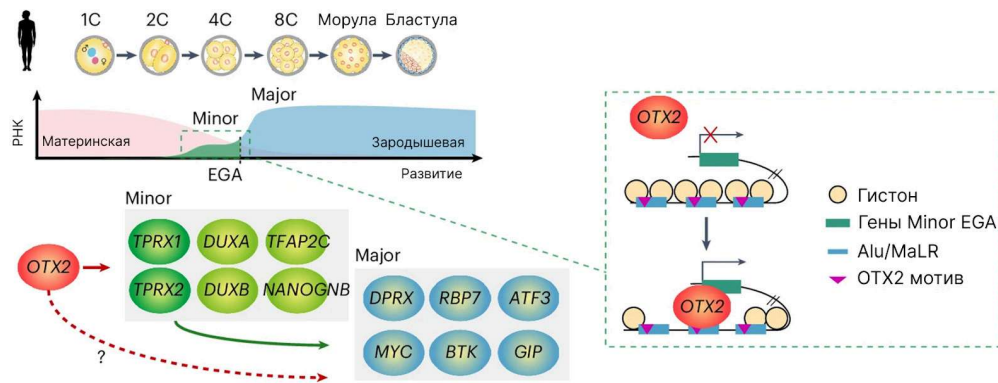 1C 2C 4C 8C Морула Бластула
♂
♀
РНК
Материнская
Minor
Major
Зародышевая
EGA
Развитие
Minor
OTX2
TPRX1 DUXA TFAP2C
TPRX2 DUXB NANOGNB
?
Major
DPRX RBP7 ATF3
MYC BTK GIP
OTX2
OTX2
Гистон
Гены Minor EGA
Alu/MaLR
OTX2 мотив